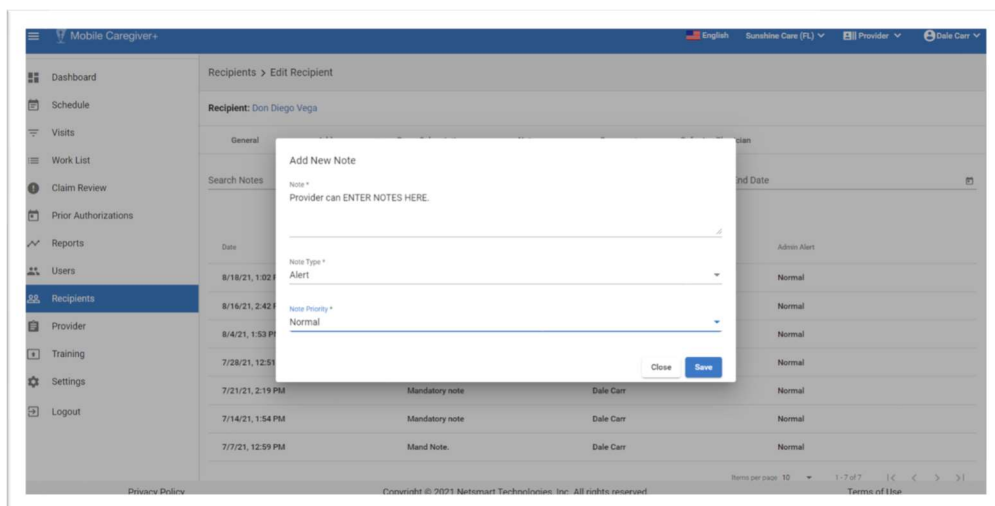 Mobile Caregiver+
English Sunshine Care (FL) Provider Dale Carr
Dashboard
Schedule
Visits
Work List
Claim Review
Prior Authorizations
Reports
Users
Recipients
Provider
Training
Settings
Logout
Recipients > Edit Recipient
Recipient: Don Diego Vega
General
Search Notes
End Date
Date Admin Alert
8/18/21, 1:02 Normal
8/16/21, 2:42 Normal
8/4/21, 1:53 Normal
7/28/21, 12:51 Normal
7/21/21, 2:19 PM Mandatory note Dale Carr Normal
7/14/21, 1:54 PM Mandatory note Dale Carr Normal
7/7/21, 12:59 PM Mand Note. Dale Carr Normal
Items per page 10 1 - 7 of 7
Add New Note
Note *
Provider can ENTER NOTES HERE.
Note Type *
Alert
Note Priority *
Normal
Close Save
Privacy Policy Copyright © 2021 Netsmart Technologies, Inc. All rights reserved Terms of Use